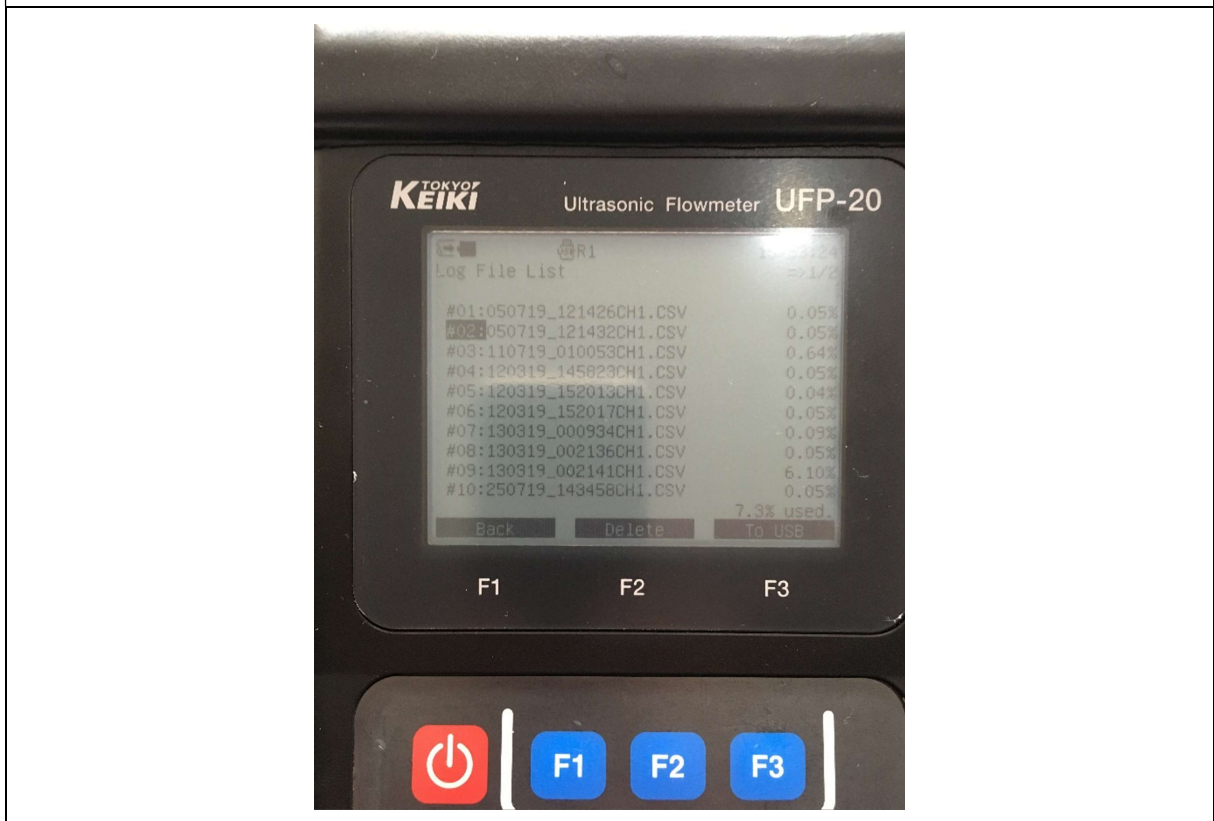 TOKYO
KEIKI
Ultrasonic Flowmeter UFP-20
R1
Log File List =>1/2
#01:050719_121426CH1.CSV 0.05%
#02:050719_121432CH1.CSV 0.05%
#03:110719_010053CH1.CSV 0.64%
#04:120319_145823CH1.CSV 0.05%
#05:120319_152013CH1.CSV 0.04%
#06:120319_152017CH1.CSV 0.05%
#07:130319_000934CH1.CSV 0.09%
#08:130319_002136CH1.CSV 0.05%
#09:130319_002141CH1.CSV 6.10%
#10:250719_143458CH1.CSV 0.05%
7.3% used.
Back Delete To USB
F1 F2 F3
F1 F2 F3